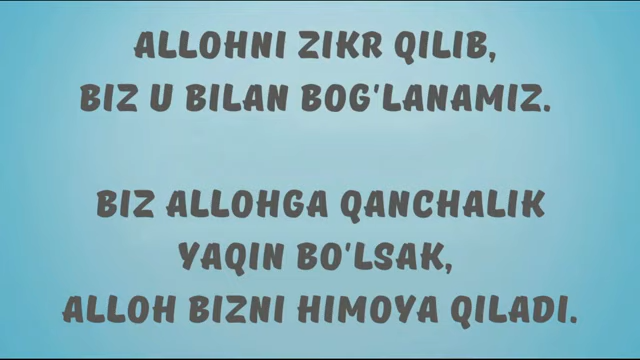 ALLOHNI ZIKR QILIB,
BIZ U BILAN BOG'LANAMIZ.
BIZ ALLOHGA QANCHALIK
YAQIN BO'LSAK,
ALLOH BIZNI HIMOYA QILADI.